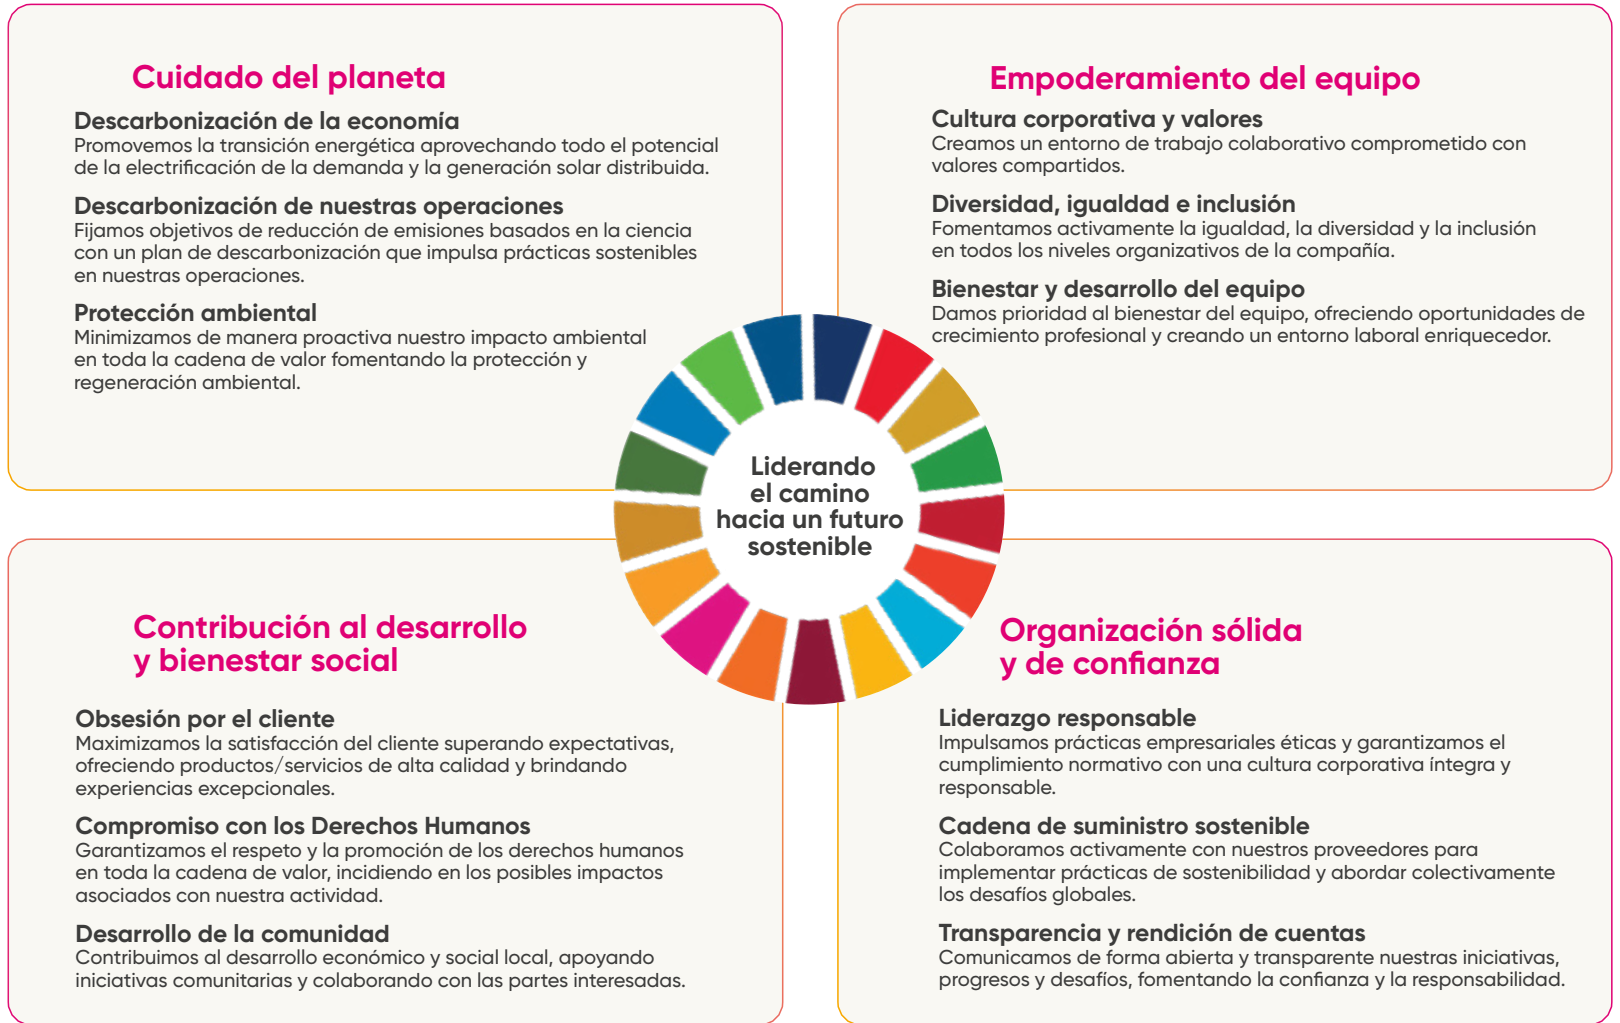 Cuidado del planeta
Descarbonización de la economía
Promovemos la transición energética aprovechando todo el potencial
de la electrificación de la demanda y la generación solar distribuida.
Descarbonización de nuestras operaciones
Fijamos objetivos de reducción de emisiones basados en la ciencia
con un plan de descarbonización que impulsa prácticas sostenibles
en nuestras operaciones.
Protección ambiental
Minimizamos de manera proactiva nuestro impacto ambiental
en toda la cadena de valor fomentando la protección y
regeneración ambiental.
Empoderamiento del equipo
Cultura corporativa y valores
Creamos un entorno de trabajo colaborativo comprometido con
valores compartidos.
Diversidad, igualdad e inclusión
Fomentamos activamente la igualdad, la diversidad y la inclusión
en todos los niveles organizativos de la compañía.
Bienestar y desarrollo del equipo
Damos prioridad al bienestar del equipo, ofreciendo oportunidades de
crecimiento profesional y creando un entorno laboral enriquecedor.
Liderando
el camino
hacia un futuro
sostenible
Contribución al desarrollo
y bienestar social
Obsesión por el cliente
Maximizamos la satisfacción del cliente superando expectativas,
ofreciendo productos/servicios de alta calidad y brindando
experiencias excepcionales.
Compromiso con los Derechos Humanos
Garantizamos el respeto y la promoción de los derechos humanos
en toda la cadena de valor, incidiendo en los posibles impactos
asociados con nuestra actividad.
Desarrollo de la comunidad
Contribuimos al desarrollo económico y social local, apoyando
iniciativas comunitarias y colaborando con las partes interesadas.
Organización sólida
y de confianza
Liderazgo responsable
Impulsamos prácticas empresariales éticas y garantizamos el
cumplimiento normativo con una cultura corporativa íntegra y
responsable.
Cadena de suministro sostenible
Colaboramos activamente con nuestros proveedores para
implementar prácticas de sostenibilidad y abordar colectivamente
los desafíos globales.
Transparencia y rendición de cuentas
Comunicamos de forma abierta y transparente nuestras iniciativas,
progresos y desafíos, fomentando la confianza y la responsabilidad.